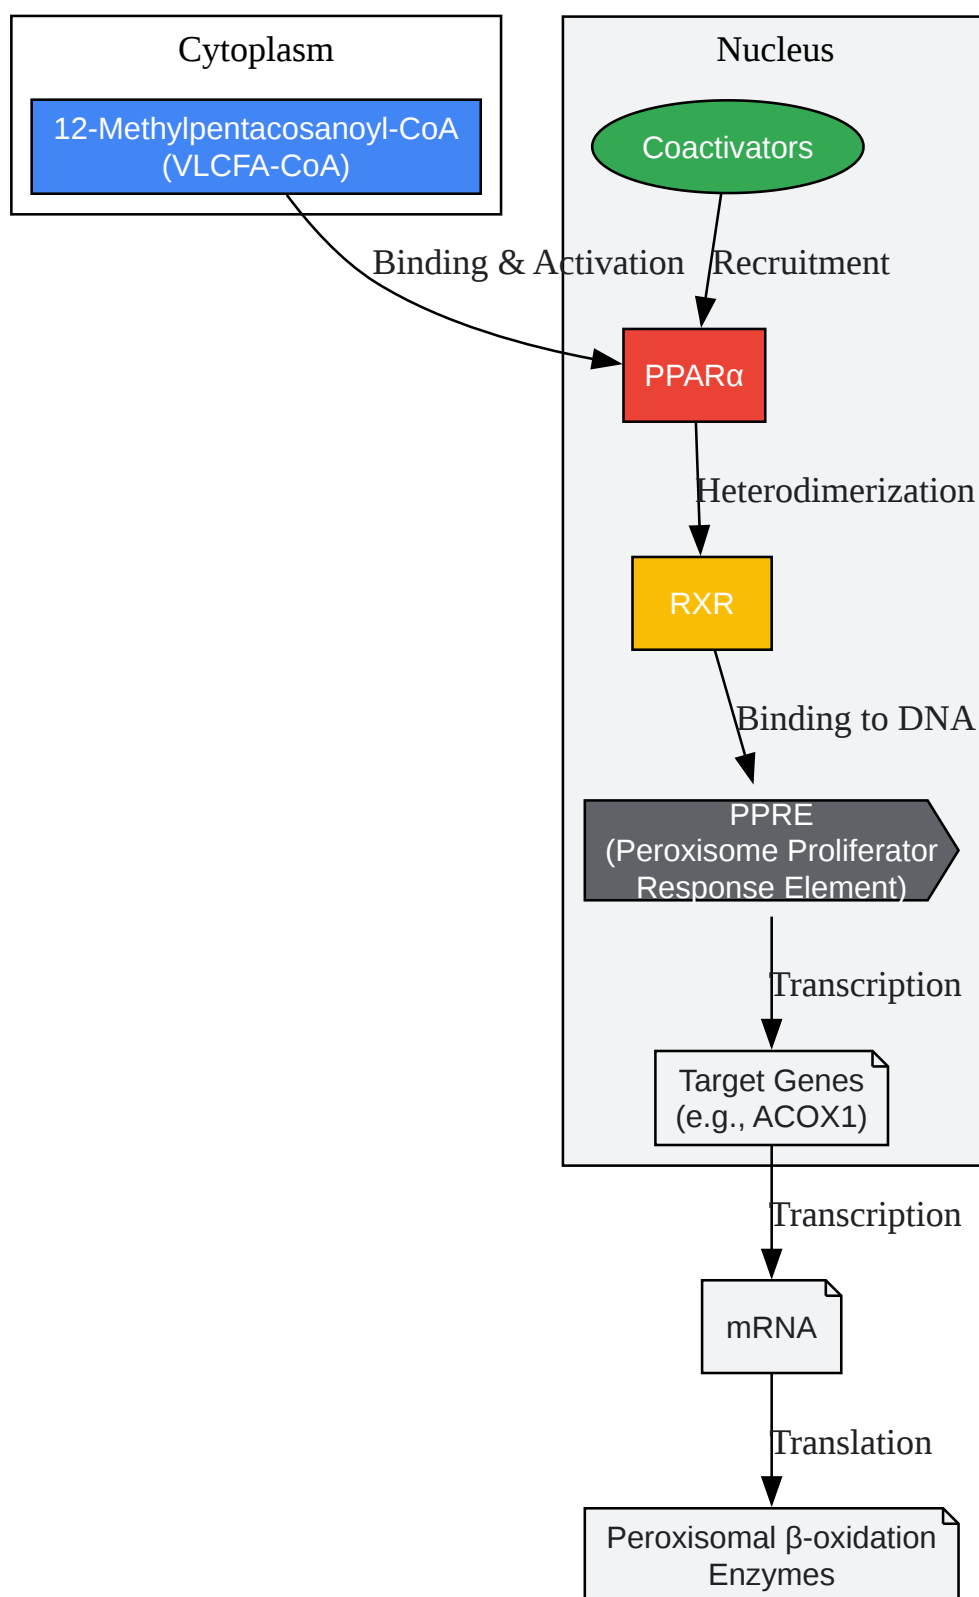 Cytoplasm
12-Methylpentacosanoyl-CoA
(VLCFA-CoA)
Nucleus
Coactivators
Binding & Activation
Recruitment
PPARα
Heterodimerization
RXR
Binding to DNA
PPRE
(Peroxisome Proliferator
Response Element)
Transcription
Target Genes
(e.g., ACOX1)
Transcription
mRNA
Translation
Peroxisomal β-oxidation
Enzymes